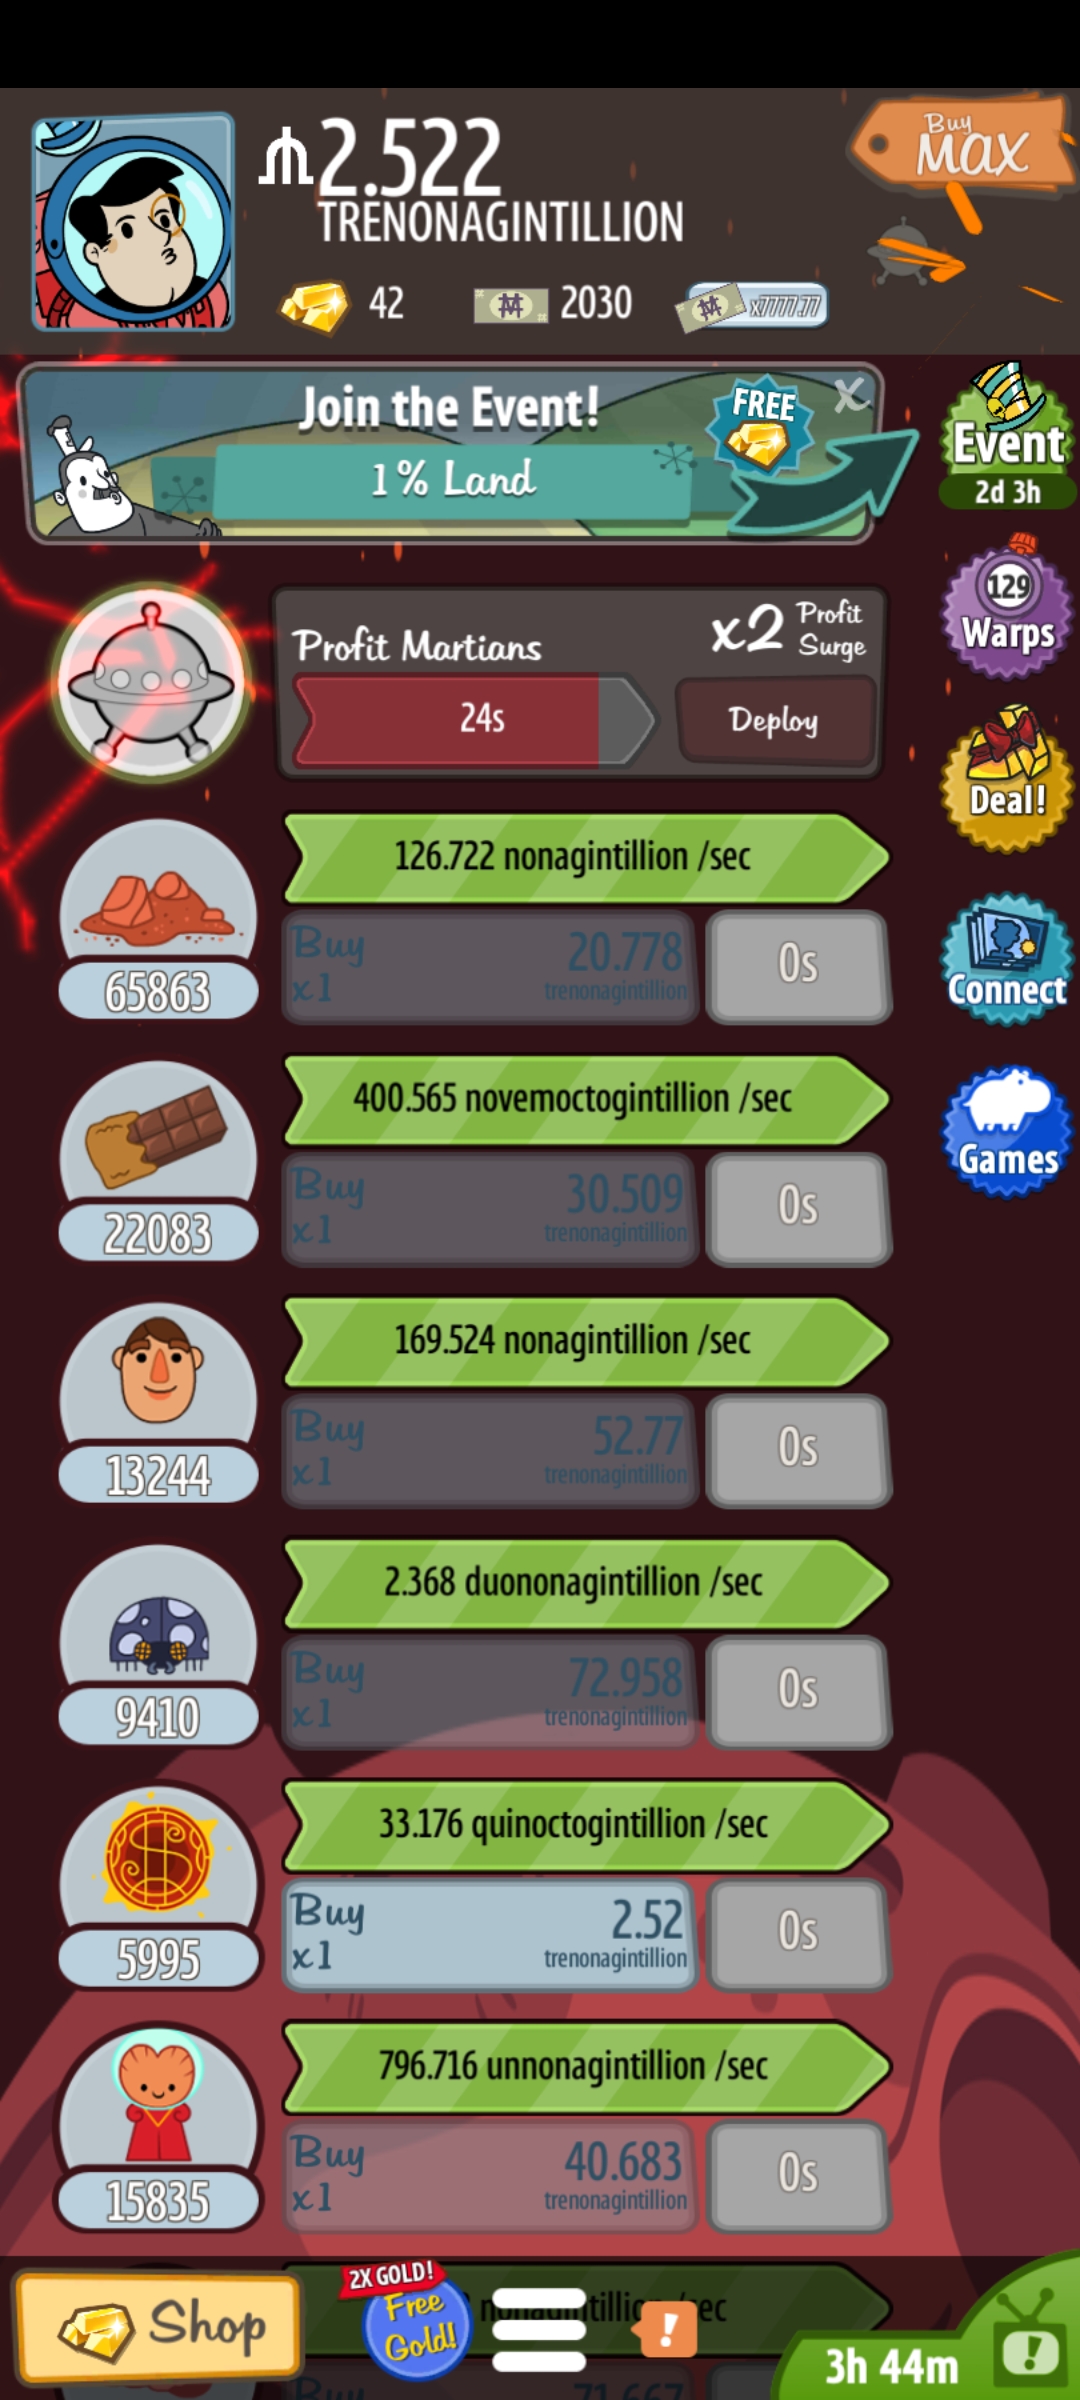 2.522
TRENONAGINTILLION
Buy
MAX
42
2030
x7777.77
Join the Event!
FREE
x
1% Land
Event
2d 3h
129
Warps
Profit Martians
x2 Profit
Surge
24s
Deploy
Deal!
126.722 nonagintillion /sec
Buy
x1
20.778
trenonagintillion
0s
65863
Connect
400.565 novemoctogintillion /sec
Buy
x1
30.509
trenonagintillion
0s
22083
Games
169.524 nonagintillion /sec
Buy
x1
52.77
trenonagintillion
0s
13244
2.368 duononagintillion /sec
Buy
x1
72.958
trenonagintillion
0s
9410
33.176 quinoctogintillion /sec
Buy
x1
2.52
trenonagintillion
0s
5995
796.716 unnonagintillion /sec
Buy
x1
40.683
trenonagintillion
0s
15835
Shop
2X GOLD!
Free
Gold!
!
3h 44m
!